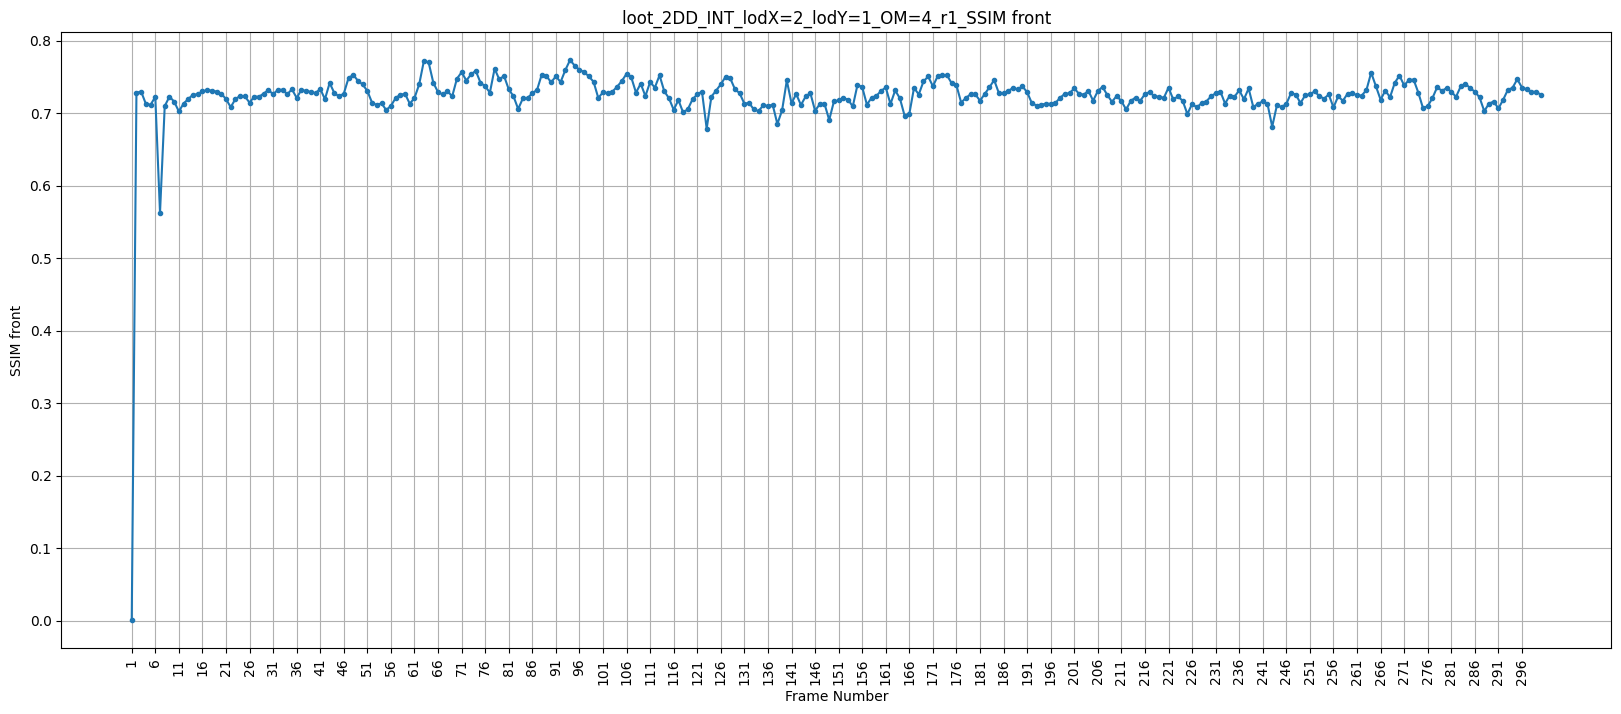 loot_2DD_INT_lodX=2_lodY=1_OM=4_r1_SSIM front
0.8
0.7
0.6
0.5
0.4
0.3
0.2
0.1
0.0
SSIM front
1 6 11 16 21 26 31 36 41 46 51 56 61 66 71 76 81 86 91 96 101 106 111 116 121 126 131 136 141 146 151 156 161 166 171 176 181 186 191 196 201 206 211 216 221 226 231 236 241 246 251 256 261 266 271 276 281 286 291 296
Frame Number